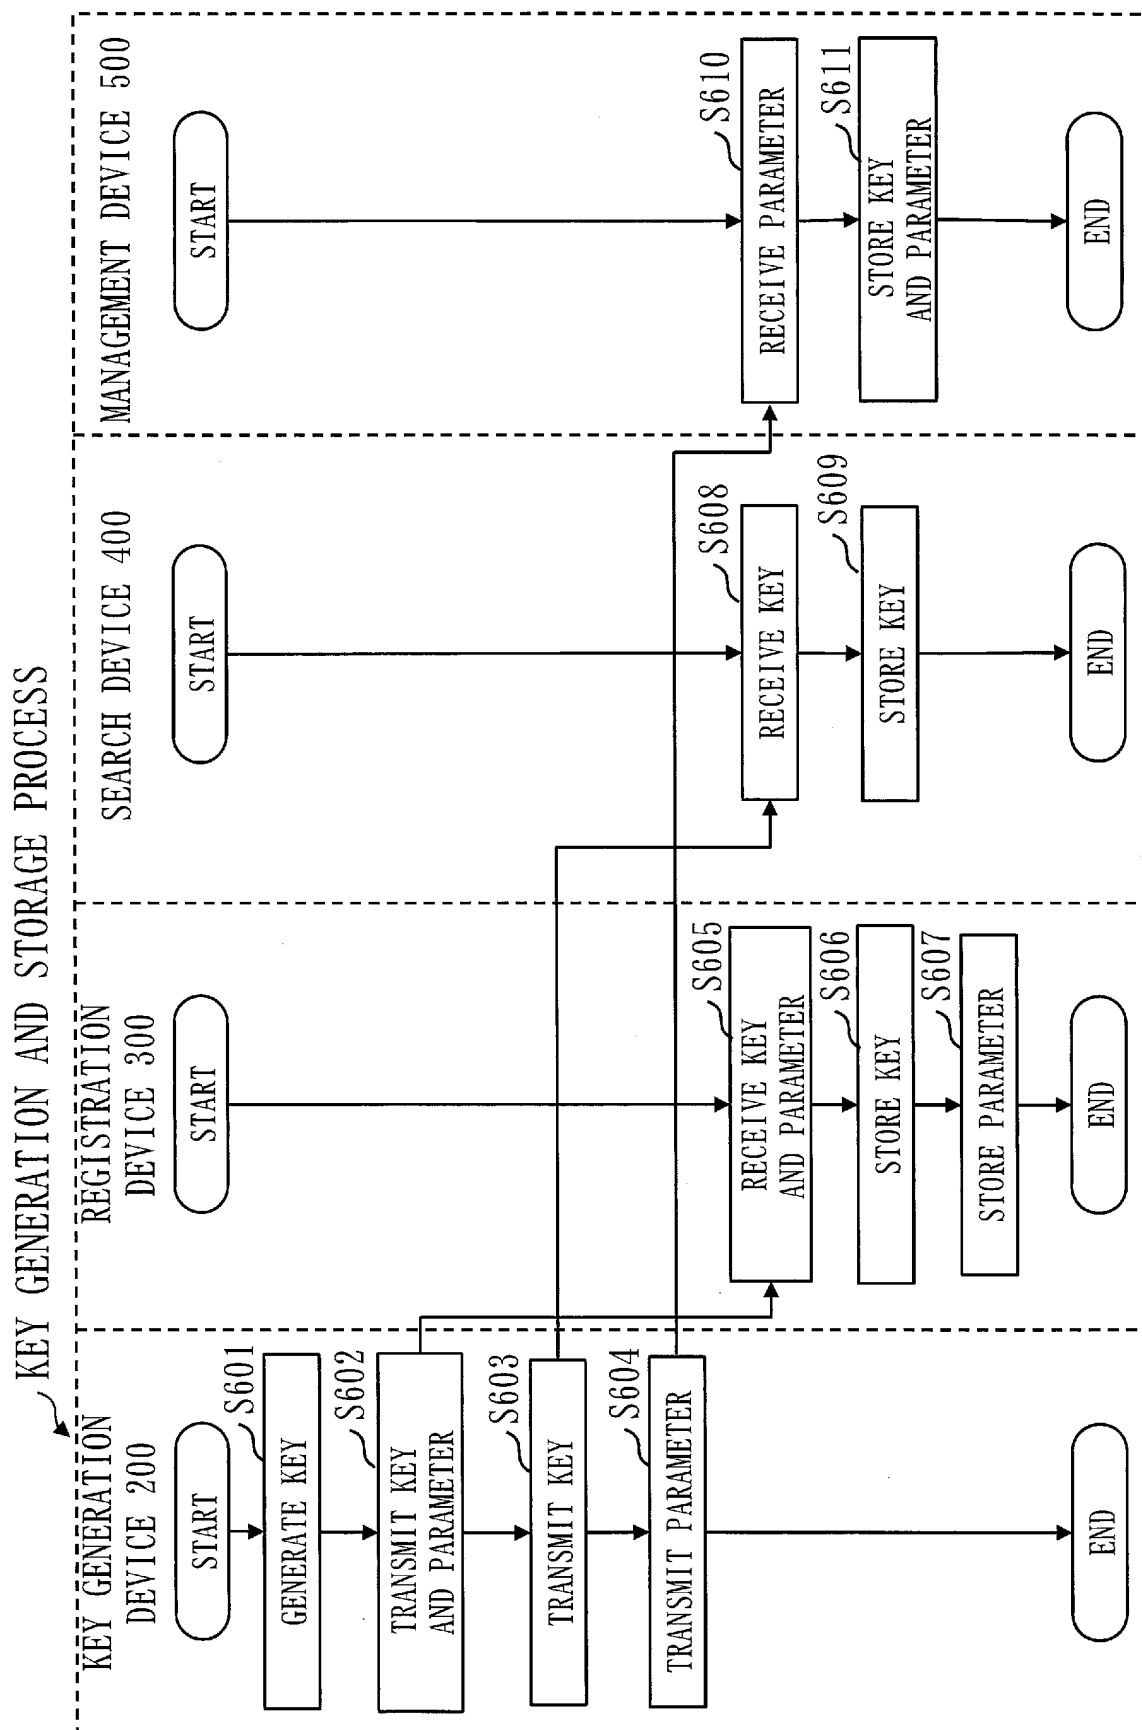 KEY GENERATION AND STORAGE PROCESS
KEY GENERATION
DEVICE 200
START
S601
GENERATE KEY
S602
TRANSMIT KEY
AND PARAMETER
S603
TRANSMIT KEY
S604
TRANSMIT PARAMETER
END
REGISTRATION
DEVICE 300
START
S605
RECEIVE KEY
AND PARAMETER
S606
STORE KEY
S607
STORE PARAMETER
END
SEARCH DEVICE 400
START
S608
RECEIVE KEY
S609
STORE KEY
END
MANAGEMENT DEVICE 500
START
S610
RECEIVE PARAMETER
S611
STORE KEY
AND PARAMETER
END